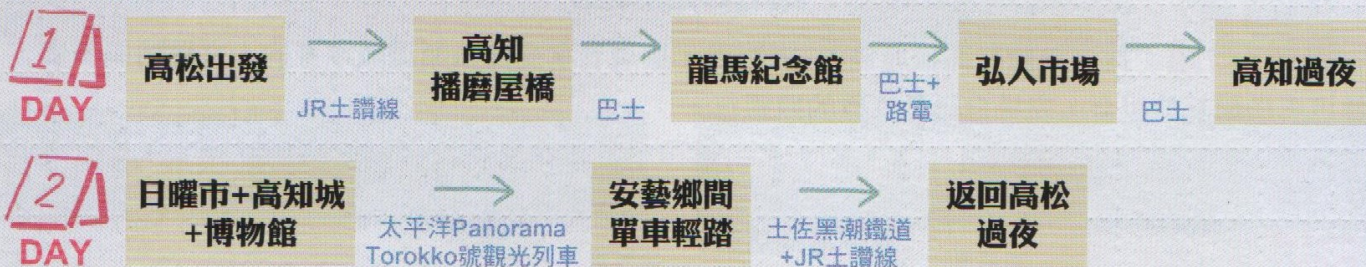 1
DAY
高松出發
JR土讚線
高知
播磨屋橋
巴士
龍馬紀念館
巴士+
路電
弘人市場
巴士
高知過夜
2
DAY
日曜市+高知城
+博物館
太平洋Panorama
Torokko號觀光列車
安藝鄉間
單車輕踏
土佐黑潮鐵道
+JR土讚線
返回高松
過夜